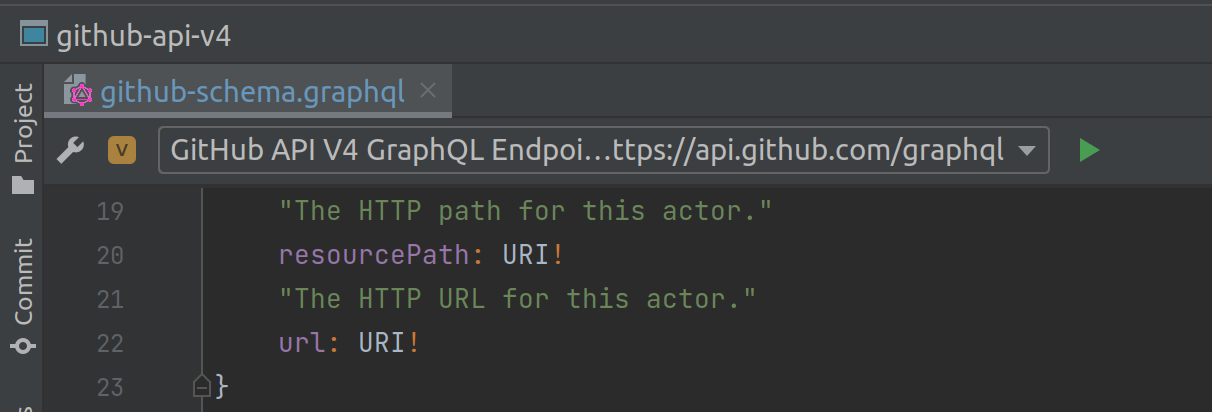 github-api-v4
Project
Commit
github-schema.graphql
V
GitHub API V4 GraphQL Endpoi...ttps://api.github.com/graphql
19 "The HTTP path for this actor."
20 resourcePath: URI!
21 "The HTTP URL for this actor."
22 url: URI!
23 }